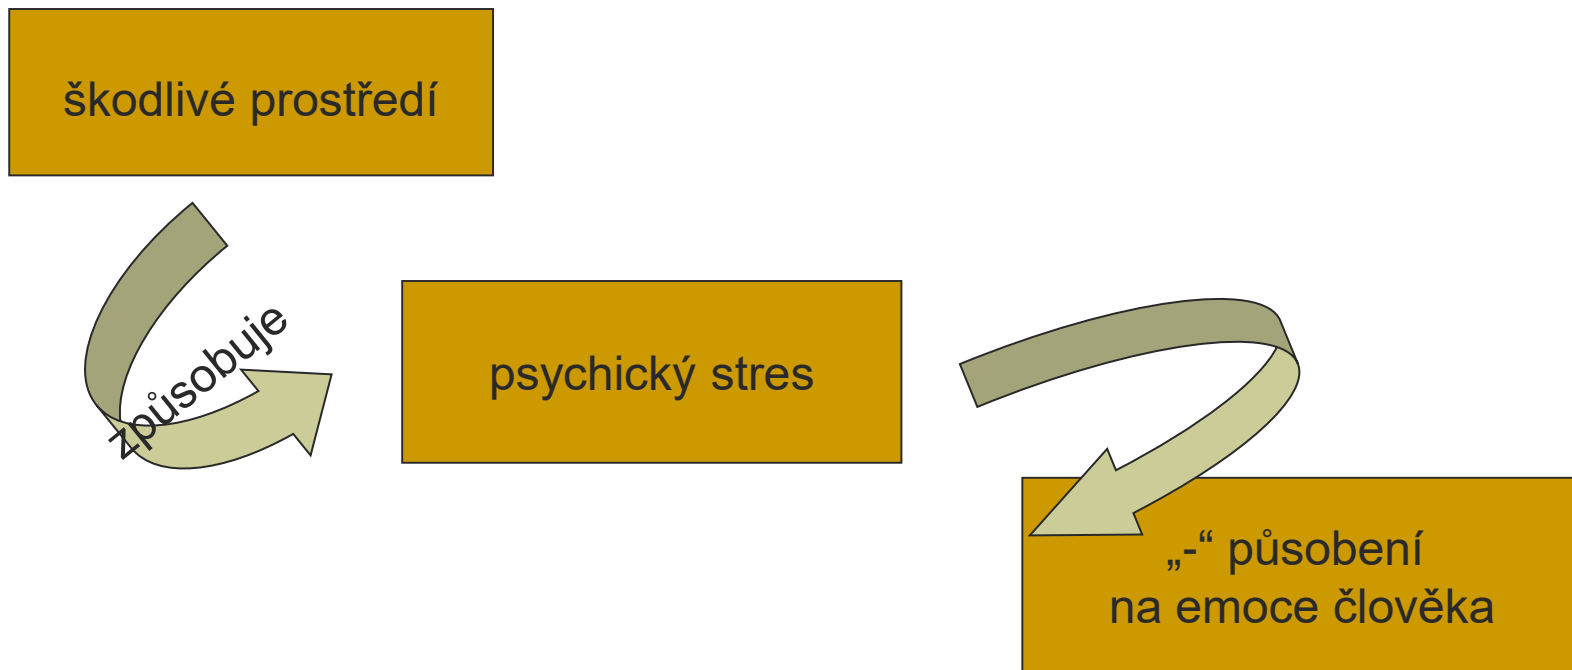 škodlivé prostředí
způsobuje
psychický stres
„-“ působení
na emoce člověka